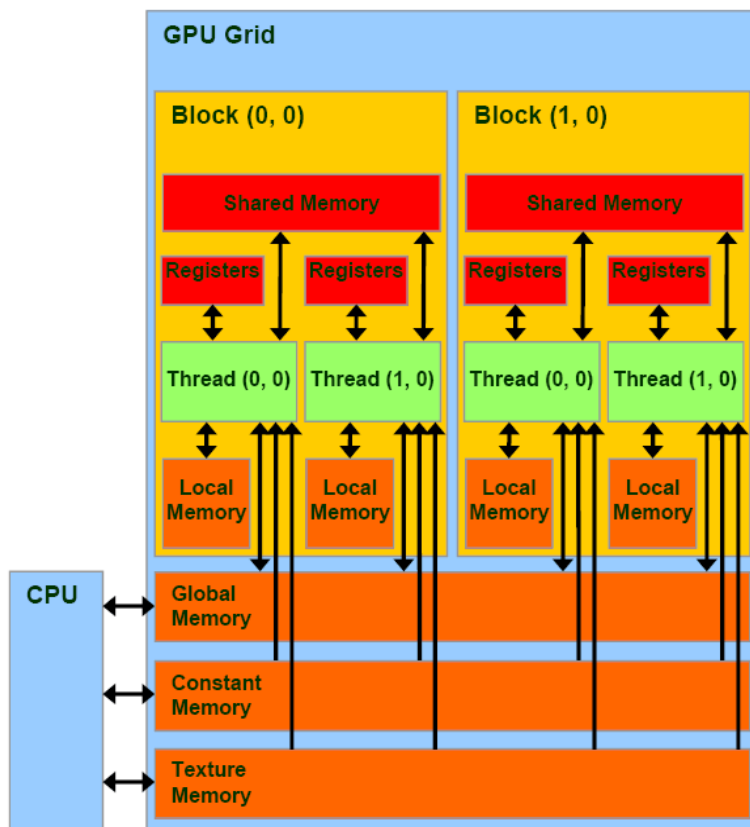 GPU Grid
Block (0, 0)
Shared Memory
Registers
Registers
Thread (0, 0)
Thread (1, 0)
Local
Memory
Local
Memory
Block (1, 0)
Shared Memory
Registers
Registers
Thread (0, 0)
Thread (1, 0)
Local
Memory
Local
Memory
CPU
Global
Memory
Constant
Memory
Texture
Memory